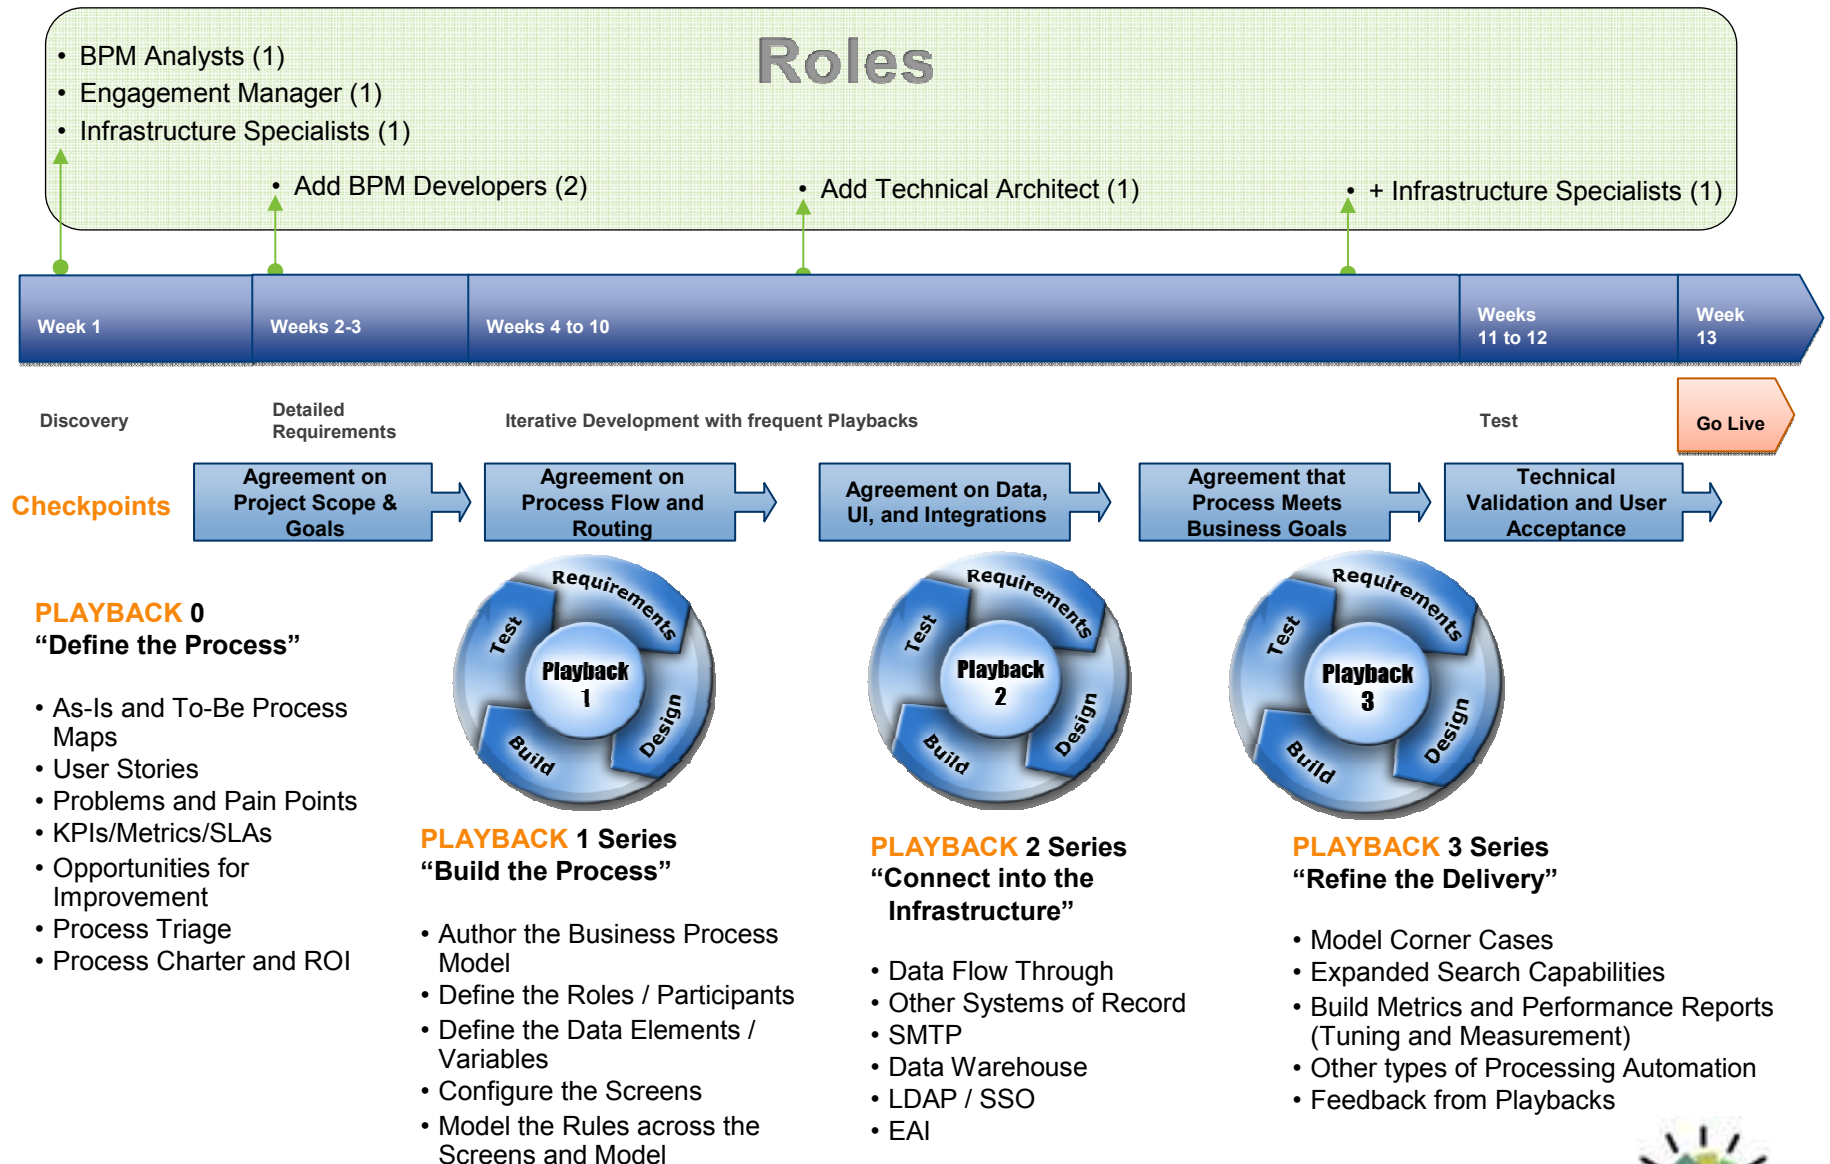 Roles
• BPM Analysts (1)
• Engagement Manager (1)
• Infrastructure Specialists (1)
• Add BPM Developers (2)
• Add Technical Architect (1)
• + Infrastructure Specialists (1)
Week 1
Weeks 2-3
Weeks 4 to 10
Weeks
11 to 12
Week
13
Discovery
Detailed
Requirements
Iterative Development with frequent Playbacks
Test
Go Live
Checkpoints
Agreement on
Project Scope &
Goals
Agreement on
Process Flow and
Routing
Agreement on Data,
UI, and Integrations
Agreement that
Process Meets
Business Goals
Technical
Validation and User
Acceptance
PLAYBACK 0
“Define the Process”
• As-Is and To-Be Process
Maps
• User Stories
• Problems and Pain Points
• KPIs/Metrics/SLAs
• Opportunities for
Improvement
• Process Triage
• Process Charter and ROI
Requirements
Design
Build
Test
Playback
1
PLAYBACK 1 Series
“Build the Process”
• Author the Business Process
Model
• Define the Roles / Participants
• Define the Data Elements /
Variables
• Configure the Screens
• Model the Rules across the
Screens and Model
Requirements
Design
Build
Test
Playback
2
PLAYBACK 2 Series
“Connect into the
Infrastructure”
• Data Flow Through
• Other Systems of Record
• SMTP
• Data Warehouse
• LDAP / SSO
• EAI
Requirements
Design
Build
Test
Playback
3
PLAYBACK 3 Series
“Refine the Delivery”
• Model Corner Cases
• Expanded Search Capabilities
• Build Metrics and Performance Reports
(Tuning and Measurement)
• Other types of Processing Automation
• Feedback from Playbacks